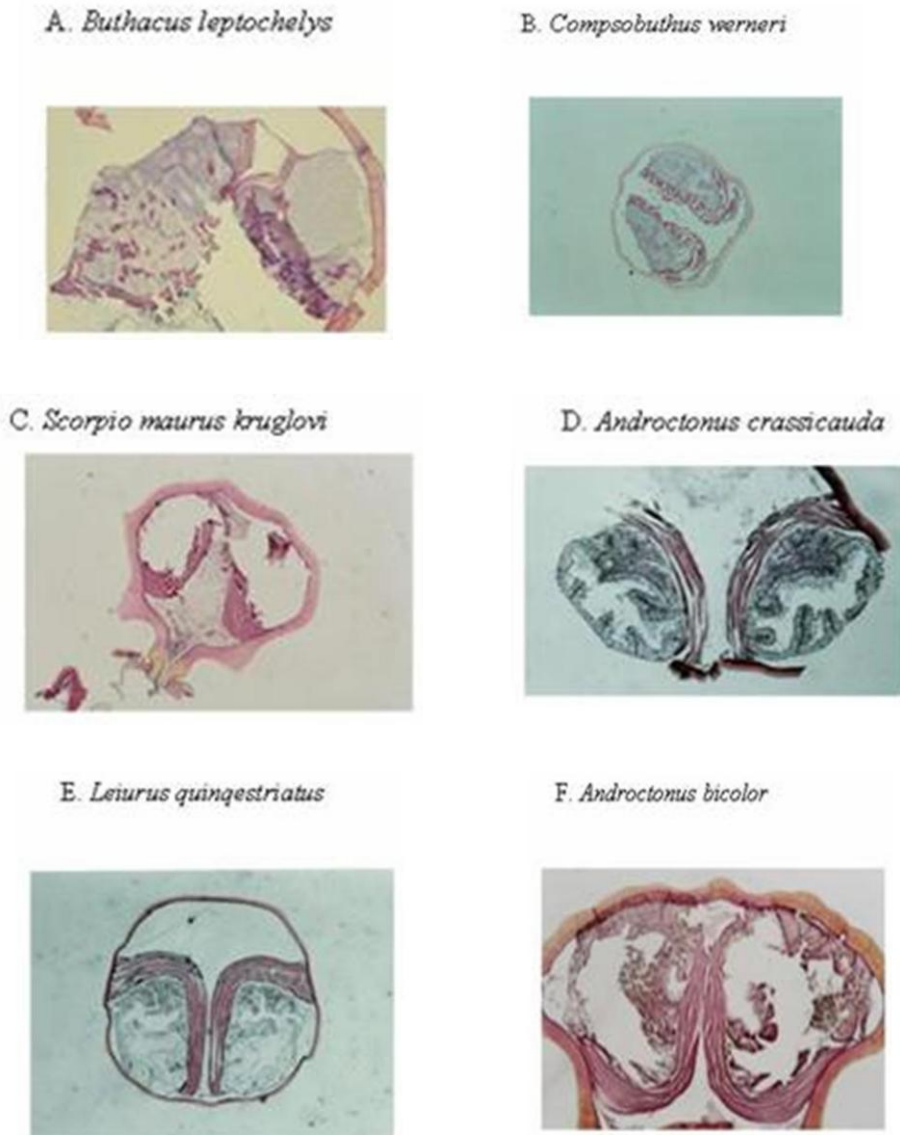 A. Buthacus leptochelys
B. Compsobuthus werneri
C. Scorpio maurus kruglovi
D. Androctonus crassicauda
E. Leiurus quinqestriatus
F. Androctonus bicolor